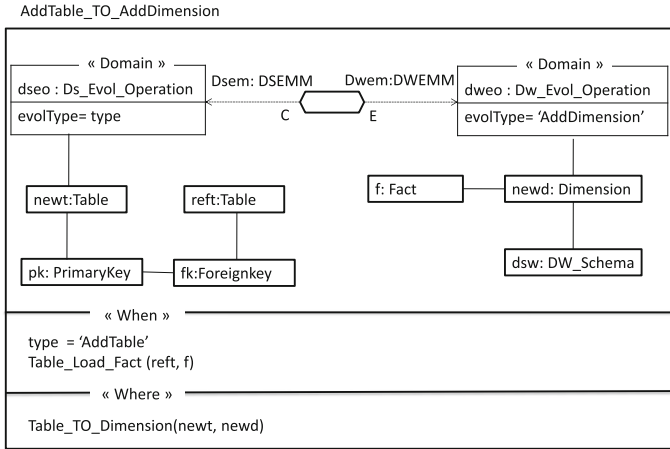 AddTable_TO_AddDimension
« Domain »
dseo : Ds_Evol_Operation
evolType= type
Dsem: DSEMM
Dwem:DWEMM
C
E
« Domain »
dweo : Dw_Evol_Operation
evolType= ‘AddDimension’
newt:Table
reft:Table
f: Fact
newd: Dimension
pk: PrimaryKey
fk:Foreignkey
dsw: DW_Schema
« When »
type = ‘AddTable’
Table_Load_Fact (reft, f)
« Where »
Table_TO_Dimension(newt, newd)